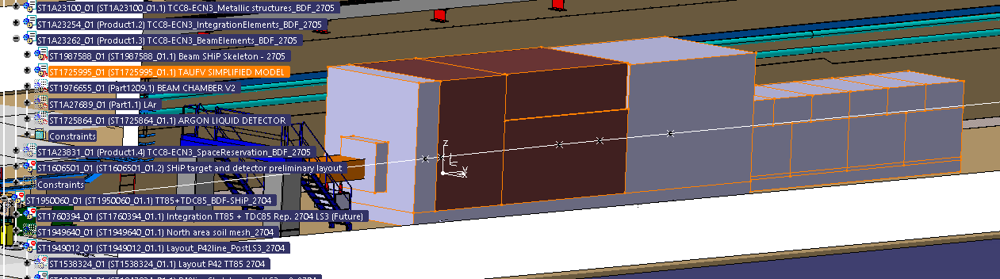 ST1A23100_01 (ST1A23100_01.1) TCC8-ECN3_Metallic structures_BDF_2705
ST1A23254_01 (Product1.2) TCC8-ECN3_IntegrationElements_BDF_2705
ST1A23262_01 (Product1.3) TCC8-ECN3_BeamElements_BDF_2705
ST1987588_01 (ST1987588_01.1) Beam SHiP Skeleton - 2705
ST1725995_01 (ST1725995_01.1) TAUFV SIMPLIFIED MODEL
ST1976655_01 (Part1209.1) BEAM CHAMBER V2
ST1A27689_01 (Part1.1) LAr
ST1725864_01 (ST1725864_01.1) ARGON LIQUID DETECTOR
Constraints
ST1A23831_01 (Product1.4) TCC8-ECN3_SpaceReservation_BDF_2705
ST1606501_01 (ST1606501_01.2) SHiP target and detector preliminary layout
Constraints
ST1950060_01 (ST1950060_01.1) TT85+TDC85_BDF-SHiP_2704
ST1760394_01 (ST1760394_01.1) Integration TT85 + TDC85 Rep. 2704 LS3 (Future)
ST1949640_01 (ST1949640_01.1) North area soil mesh_2704
ST1949012_01 (ST1949012_01.1) Layout_P42line_PostLS3_2704
ST1538324_01 (ST1538324_01.1) Layout P42 TT85 2704
z
y